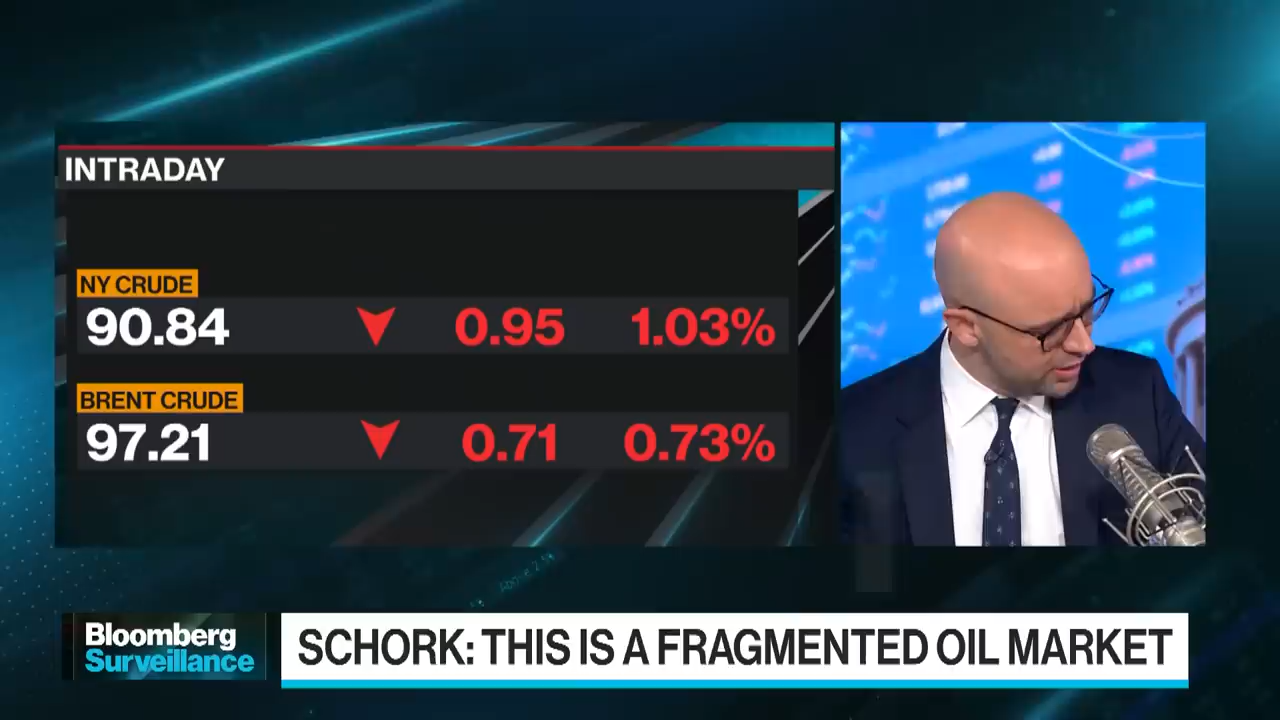 INTRADAY
NY CRUDE
90.84 0.95 1.03%
BRENT CRUDE
97.21 0.71 0.73%
Bloomberg
Surveillance
SCHORK: THIS IS A FRAGMENTED OIL MARKET